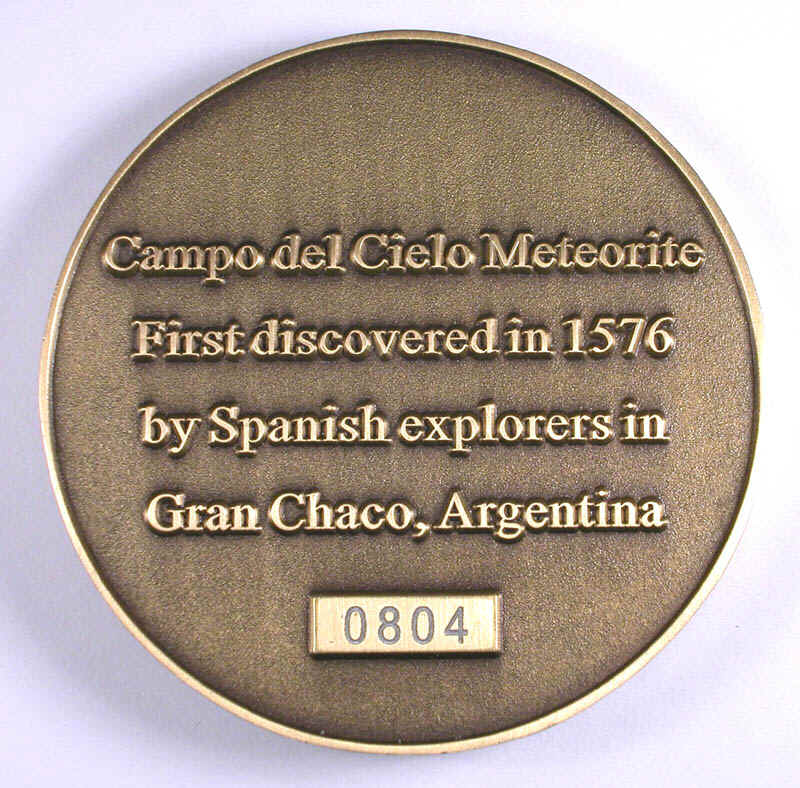 Campo del Cielo Meteorite
First discovered in 1576
by Spanish explorers in
Gran Chaco, Argentina
0804